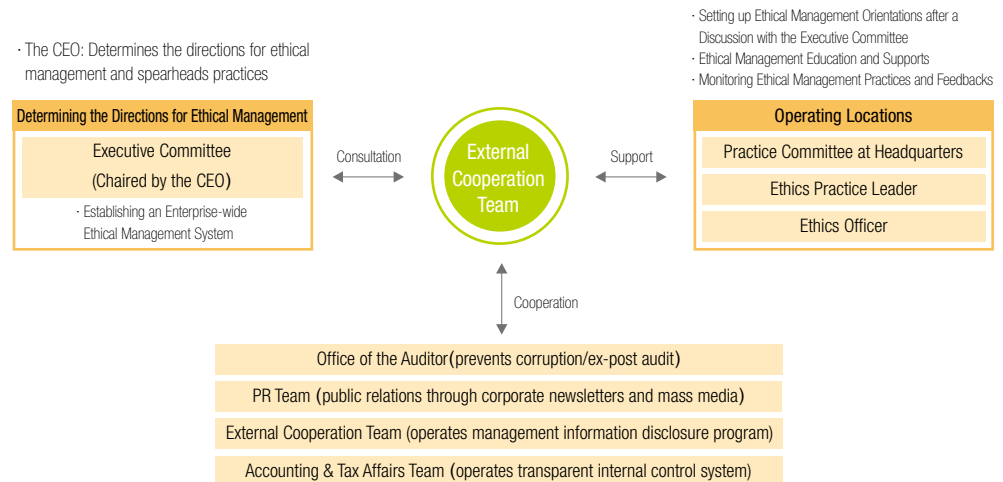 · The CEO: Determines the directions for ethical
management and spearheads practices
Determining the Directions for Ethical Management
Executive Committee
(Chaired by the CEO)
· Establishing an Enterprise-wide
Ethical Management System
Consultation
External
Cooperation
Team
Support
· Setting up Ethical Management Orientations after a
Discussion with the Executive Committee
· Ethical Management Education and Supports
· Monitoring Ethical Management Practices and Feedbacks
Operating Locations
Practice Committee at Headquarters
Ethics Practice Leader
Ethics Officer
Cooperation
Office of the Auditor(prevents corruption/ex-post audit)
PR Team (public relations through corporate newsletters and mass media)
External Cooperation Team (operates management information disclosure program)
Accounting & Tax Affairs Team (operates transparent internal control system)